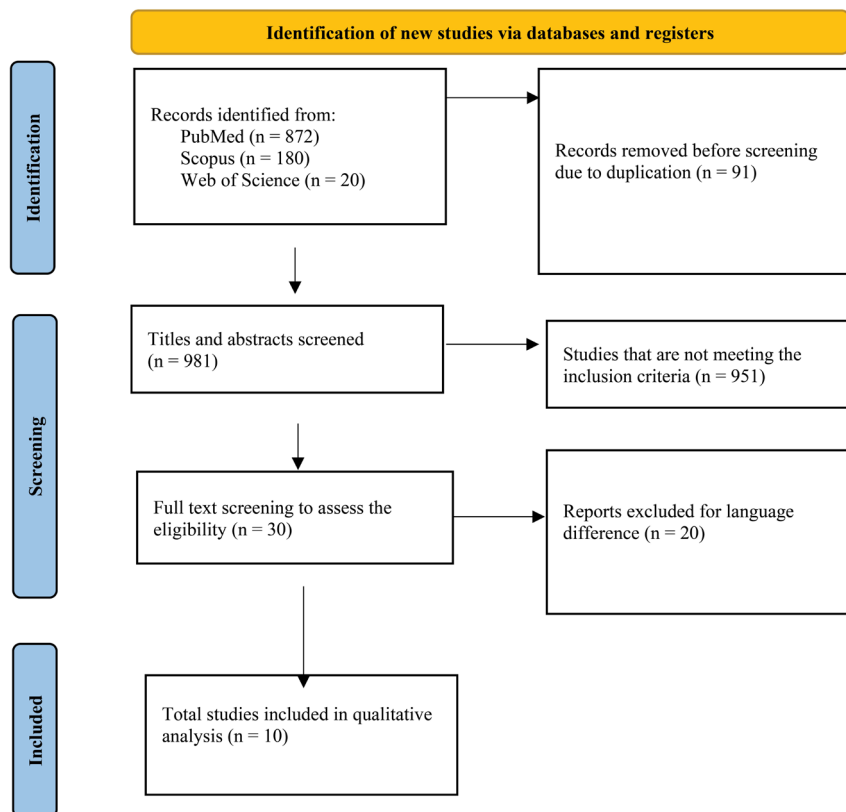 Identification of new studies via databases and registers
Identification
Records identified from:
PubMed (n = 872)
Scopus (n = 180)
Web of Science (n = 20)
Records removed before screening
due to duplication (n = 91)
Screening
Titles and abstracts screened
(n = 981)
Studies that are not meeting the
inclusion criteria (n = 951)
Full text screening to assess the
eligibility (n = 30)
Reports excluded for language
difference (n = 20)
Included
Total studies included in qualitative
analysis (n = 10)